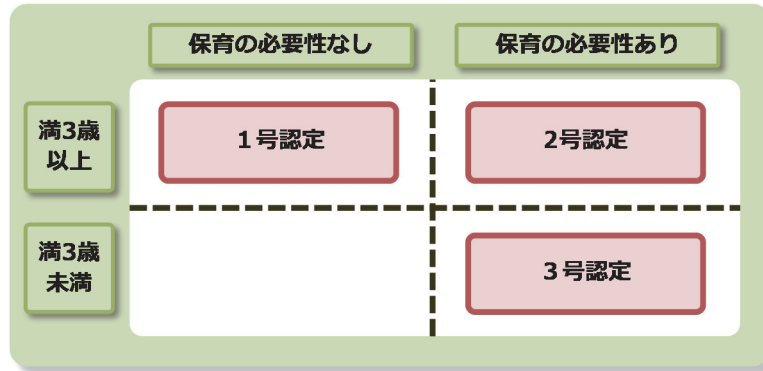 保育の必要性なし
保育の必要性あり
満3歳
以上
１号認定
2号認定
満3歳
未満
３号認定